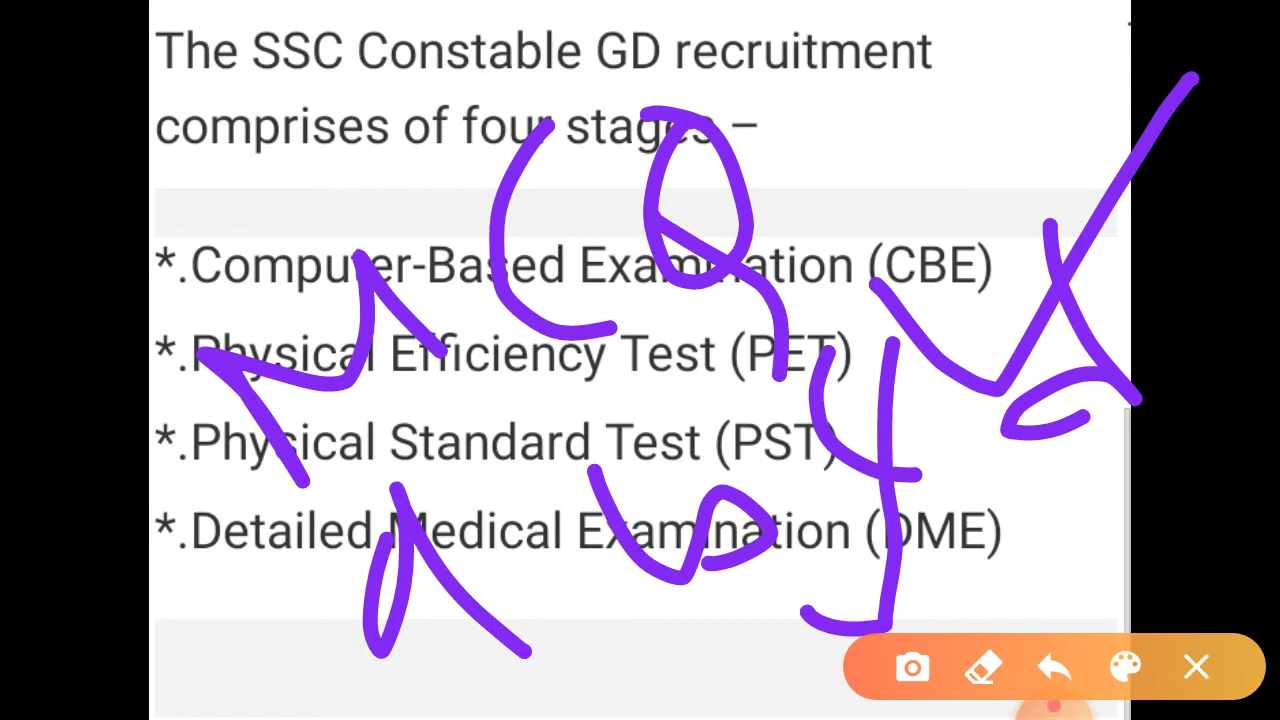 The SSC Constable GD recruitment
comprises of four stages –
*.Computer-Based Examination (CBE)
*.Physical Efficiency Test (PET)
*.Physical Standard Test (PST)
*.Detailed Medical Examination (DME)
MCQ